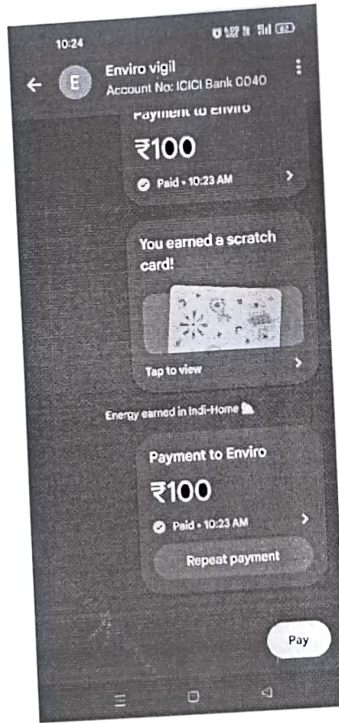 10:24
62
E
Enviro vigil
Account No: ICICI Bank 0040
Payment to Enviro
₹100
Paid • 10:23 AM
You earned a scratch
card!
Tap to view
Energy earned in Indi-Home
Payment to Enviro
₹100
Paid • 10:23 AM
Repeat payment
Pay